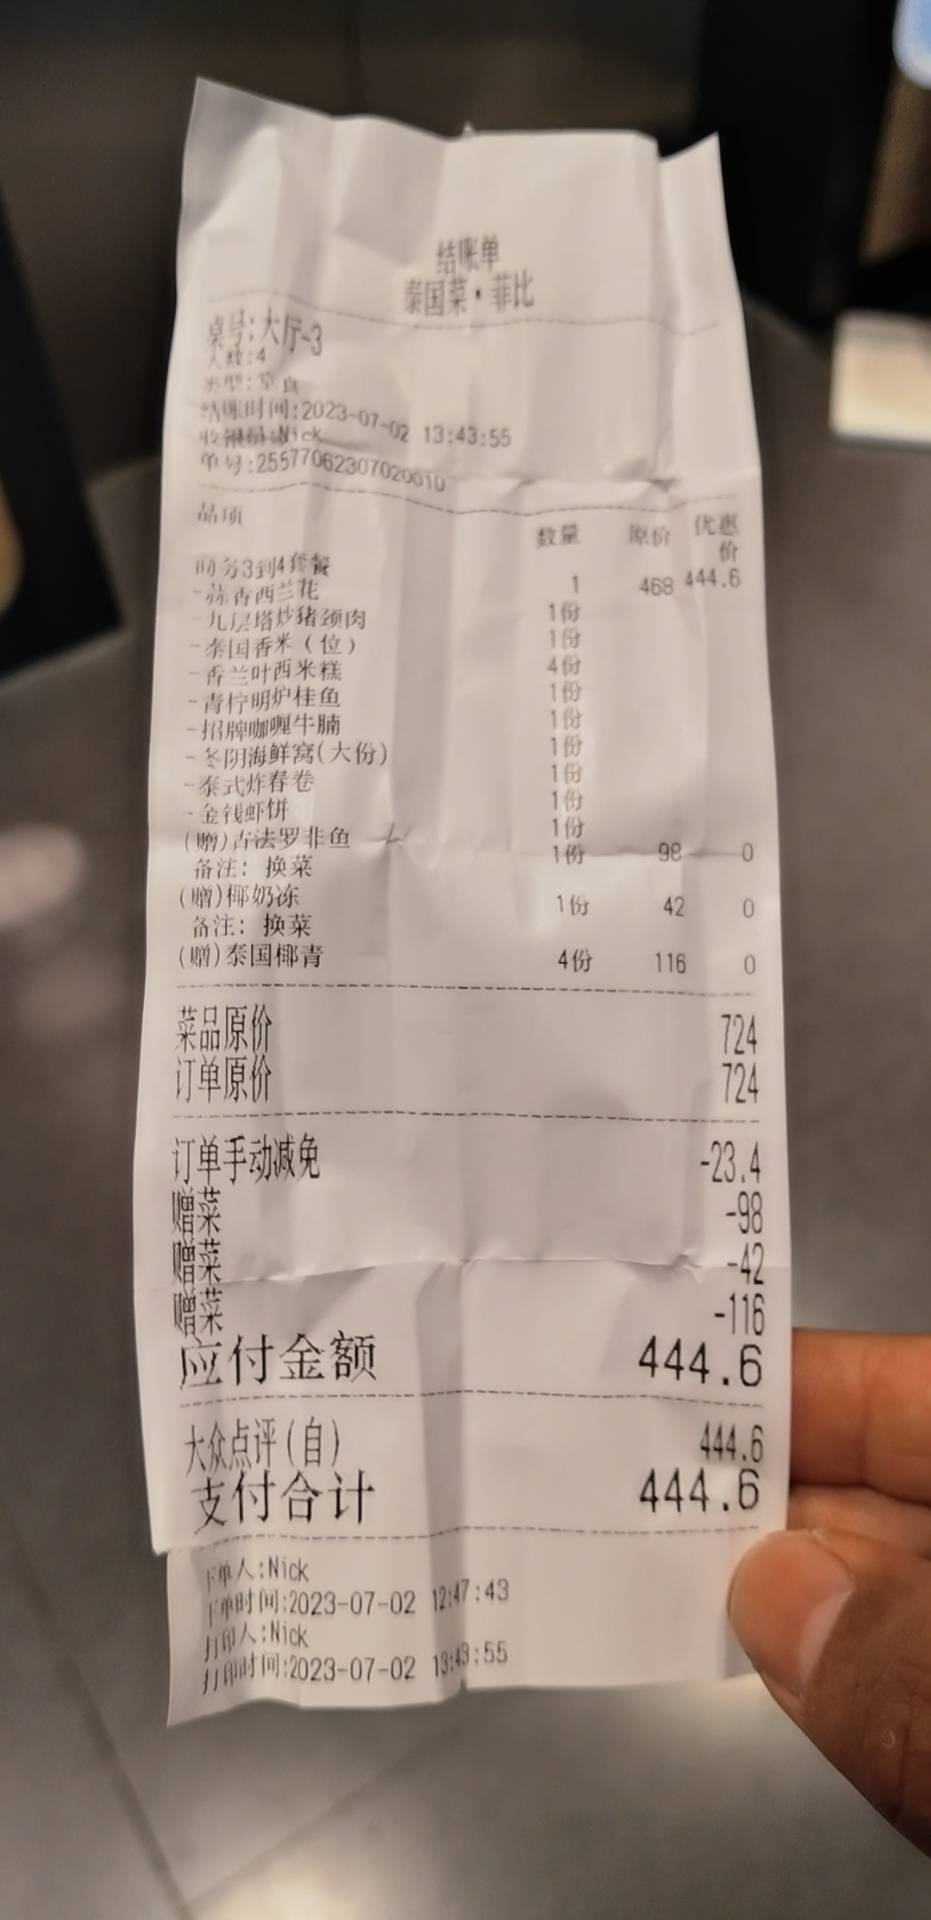 结账单
泰国菜·菲比
桌号:大厅-3
人数:4
类型:堂食
结账时间:2023-07-02 13:43:55
收银员:Nick
单号:25577062307020010
品项 数量 原价 优惠价
商务3到4套餐 1 468 444.6
-蒜香西兰花 1份
-九层塔炒猪颈肉 1份
-泰国香米(位) 4份
-香兰叶西米糕 1份
-青柠明炉桂鱼 1份
-招牌咖喱牛腩 1份
-冬阴海鲜窝(大份) 1份
-泰式炸春卷 1份
-金钱虾饼 1份
(赠)古法罗非鱼 1份 98 0
备注: 换菜
(赠)椰奶冻 1份 42 0
备注: 换菜
(赠)泰国椰青 4份 116 0
菜品原价 724
订单原价 724
订单手动减免 -23.4
赠菜 -98
赠菜 -42
赠菜 -116
应付金额 444.6
大众点评(自) 444.6
支付合计 444.6
下单人:Nick
下单时间:2023-07-02 12:47:43
打印人:Nick
打印时间:2023-07-02 13:43:55